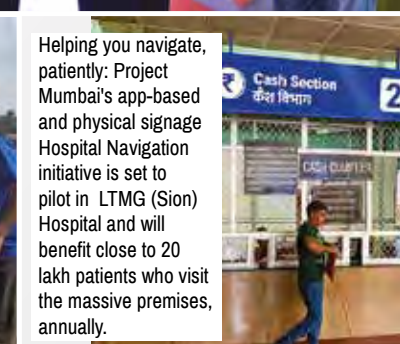 Helping you navigate,
patiently: Project
Mumbai's app-based
and physical signage
Hospital Navigation
initiative is set to
pilot in LTMG (Sion)
Hospital and will
benefit close to 20
lakh patients who visit
the massive premises,
annually.
₹ Cash Section
कैश विभाग
2
CASH COUNTER